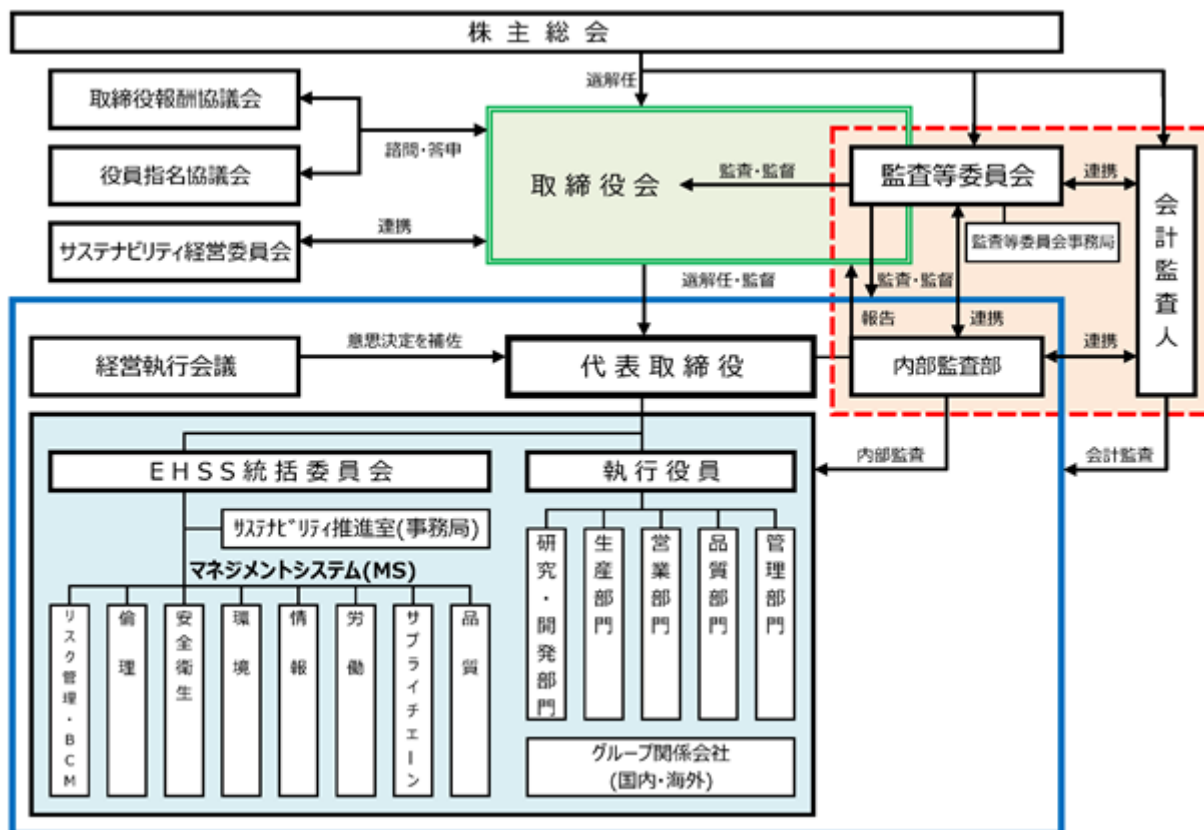 株主総会
選解任
取締役報酬協議会
役員指名協議会
諮問・答申
サステナビリティ経営委員会
連携
取締役会
監査・監督
監査等委員会
連携
監査等委員会事務局
会計監査人
選解任・監督
監査・監督
報告
連携
連携
経営執行会議
意思決定を補佐
代表取締役
内部監査部
内部監査
会計監査
EHSS統括委員会
執行役員
ｻｽﾃﾅﾋﾞﾘﾃｨ推進室(事務局)
マネジメントシステム(MS)
リスク管理・BCM
倫理
安全衛生
環境
情報
労働
サプライチェーン
品質
研究・開発部門
生産部門
営業部門
品質部門
管理部門
グループ関係会社
(国内・海外)